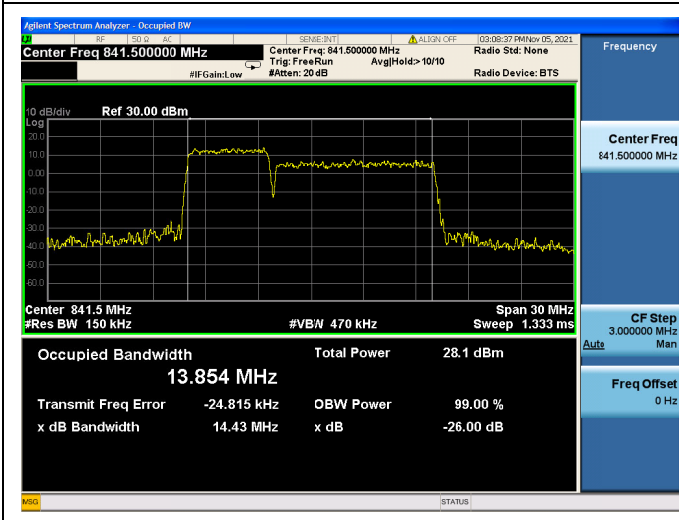 Agilent Spectrum Analyzer - Occupied BW
RF 50 Ω AC SENSE:INT ALIGN OFF 03:08:37 PM Nov 05, 2021
Center Freq 841.500000 MHz Center Freq: 841.500000 MHz Radio Std: None
Trig: FreeRun Avg|Hold:> 10/10
#IFGain:Low #Atten: 20 dB Radio Device: BTS
Frequency
10 dB/div Ref 30.00 dBm
Log
20.0
10.0
0.00
-10.0
-20.0
-30.0
-40.0
-50.0
-60.0
Center 841.5 MHz Span 30 MHz
#Res BW 150 kHz #VBW 470 kHz Sweep 1.333 ms
Occupied Bandwidth Total Power 28.1 dBm
13.854 MHz
Transmit Freq Error -24.815 kHz OBW Power 99.00 %
x dB Bandwidth 14.43 MHz x dB -26.00 dB
Center Freq
841.500000 MHz
CF Step
3.000000 MHz
Auto Man
Freq Offset
0 Hz
MSG STATUS